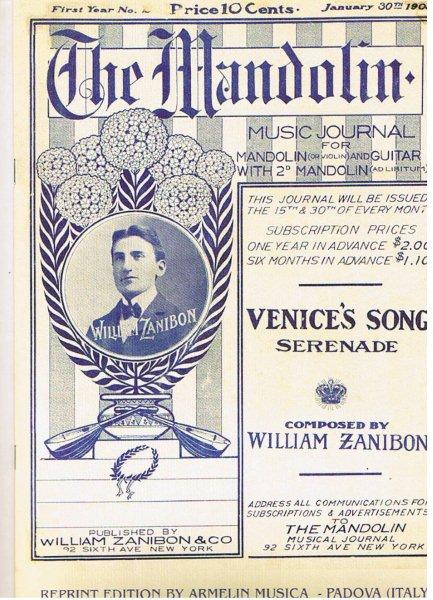 First Year No.
Price 10 Cents.
January 30TH 190
The Mandolin.
MUSIC JOURNAL
FOR
MANDOLIN (OR VIOLIN) AND GUITAR
WITH 2º MANDOLIN (AD LIBITUM)
THIS JOURNAL WILL BE ISSUED
THE 15TH & 30TH OF EVERY MONT
SUBSCRIPTION PRICES
ONE YEAR IN ADVANCE $2.00
SIX MONTHS IN ADVANCE $1.10
WILLIAM ZANIBON
VENICE'S SONG
SERENADE
COMPOSED BY
WILLIAM ZANIBON
ADDRESS ALL COMMUNICATIONS FOR
SUBSCRIPTIONS & ADVERTISEMENTS
TO
THE MANDOLIN
MUSICAL JOURNAL
92 SIXTH AVE NEW YORK
PUBLISHED BY
WILLIAM ZANIBON & CO
92 SIXTH AVE NEW YORK
REPRINT EDITION BY ARMELIN MUSICA - PADOVA (ITALY